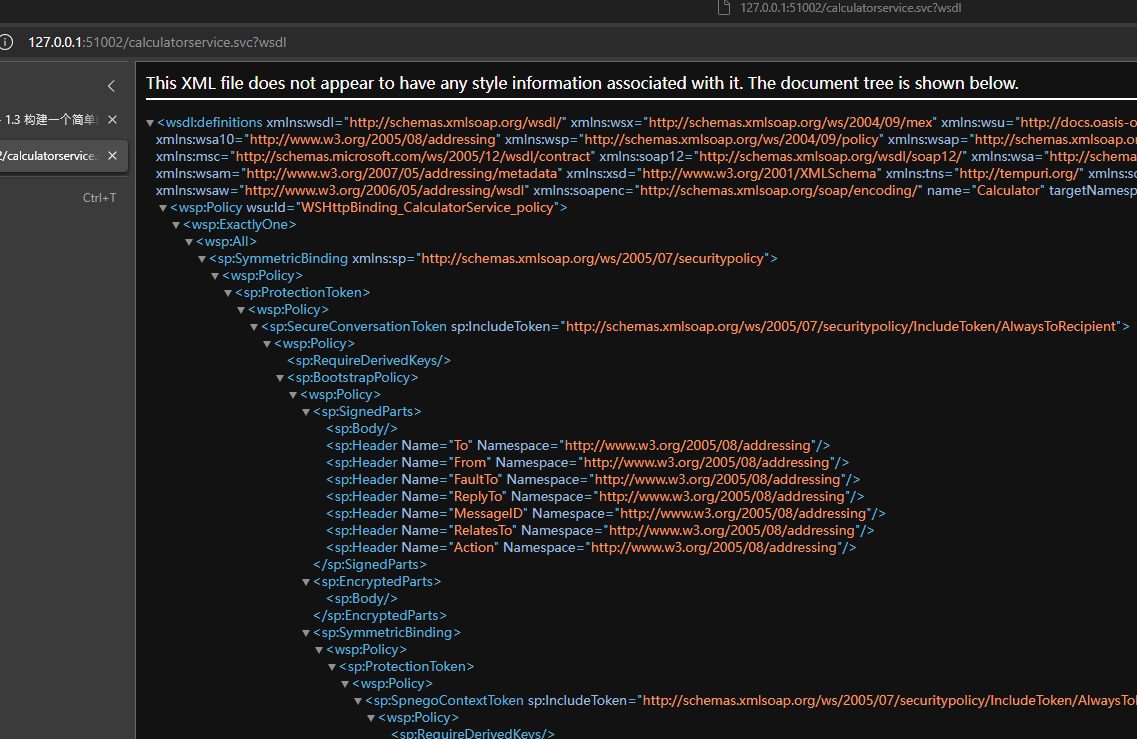 127.0.0.1:51002/calculatorservice.svc?wsdl
127.0.0.1:51002/calculatorservice.svc?wsdl
- 1.3 构建一个简单
2/calculatorservice.
Ctrl+T
This XML file does not appear to have any style information associated with it. The document tree is shown below.
<wsdl:definitions xmlns:wsdl="http://schemas.xmlsoap.org/wsdl/" xmlns:wsx="http://schemas.xmlsoap.org/ws/2004/09/mex" xmlns:wsu="http://docs.oasis-o
xmlns:wsa10="http://www.w3.org/2005/08/addressing" xmlns:wsp="http://schemas.xmlsoap.org/ws/2004/09/policy" xmlns:wsap="http://schemas.xmlso
xmlns:msc="http://schemas.microsoft.com/ws/2005/12/wsdl/contract" xmlns:soap12="http://schemas.xmlsoap.org/wsdl/soap12/" xmlns:wsa="http://schema
xmlns:wsam="http://www.w3.org/2007/05/addressing/metadata" xmlns:xsd="http://www.w3.org/2001/XMLSchema" xmlns:tns="http://tempuri.org/" xmlns:so
xmlns:wsaw="http://www.w3.org/2006/05/addressing/wsdl" xmlns:soapenc="http://schemas.xmlsoap.org/soap/encoding/" name="Calculator" targetNamesp
<wsp:Policy wsu:Id="WSHttpBinding_CalculatorService_policy">
<wsp:ExactlyOne>
<wsp:All>
<sp:SymmetricBinding xmlns:sp="http://schemas.xmlsoap.org/ws/2005/07/securitypolicy">
<wsp:Policy>
<sp:ProtectionToken>
<wsp:Policy>
<sp:SecureConversationToken sp:IncludeToken="http://schemas.xmlsoap.org/ws/2005/07/securitypolicy/IncludeToken/AlwaysToRecipient">
<wsp:Policy>
<sp:RequireDerivedKeys/>
<sp:BootstrapPolicy>
<wsp:Policy>
<sp:SignedParts>
<sp:Body/>
<sp:Header Name="To" Namespace="http://www.w3.org/2005/08/addressing"/>
<sp:Header Name="From" Namespace="http://www.w3.org/2005/08/addressing"/>
<sp:Header Name="FaultTo" Namespace="http://www.w3.org/2005/08/addressing"/>
<sp:Header Name="ReplyTo" Namespace="http://www.w3.org/2005/08/addressing"/>
<sp:Header Name="MessageID" Namespace="http://www.w3.org/2005/08/addressing"/>
<sp:Header Name="RelatesTo" Namespace="http://www.w3.org/2005/08/addressing"/>
<sp:Header Name="Action" Namespace="http://www.w3.org/2005/08/addressing"/>
</sp:SignedParts>
<sp:EncryptedParts>
<sp:Body/>
</sp:EncryptedParts>
<sp:SymmetricBinding>
<wsp:Policy>
<sp:ProtectionToken>
<wsp:Policy>
<sp:SpnegoContextToken sp:IncludeToken="http://schemas.xmlsoap.org/ws/2005/07/securitypolicy/IncludeToken/AlwaysTo
<wsp:Policy>
<sp:RequireDerivedKeys/>